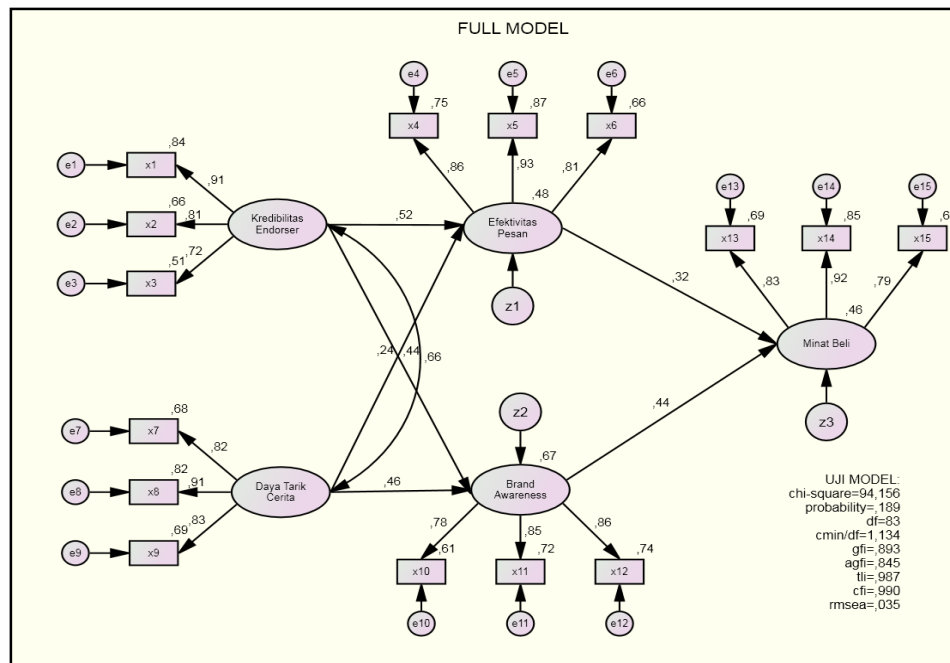 FULL MODEL
e4
e5
e6
,75
,87
,66
x4
x5
x6
,84
e1
x1
,91
,86
,93
,81
,48
e13
e14
e15
,66
e2
x2
,81
Kredibilitas
Endorser
,52
Efektivitas
Pesan
,69
,85
,6
x13
x14
x15
,72
,51
e3
x3
,32
,83
,92
,79
z1
,46
,24
,44
,66
Minat Beli
,68
e7
x7
z2
,44
z3
,82
,82
,67
e8
x8
,91
Daya Tarik
Cerita
,46
Brand
Awareness
,83
,69
e9
x9
,78
,85
,86
,61
,72
,74
x10
x11
x12
e10
e11
e12
UJI MODEL:
chi-square=94,156
probability=,189
df=83
cmin/df=1,134
gfi=,893
agfi=,845
tli=,987
cfi=,990
rmsea=,035